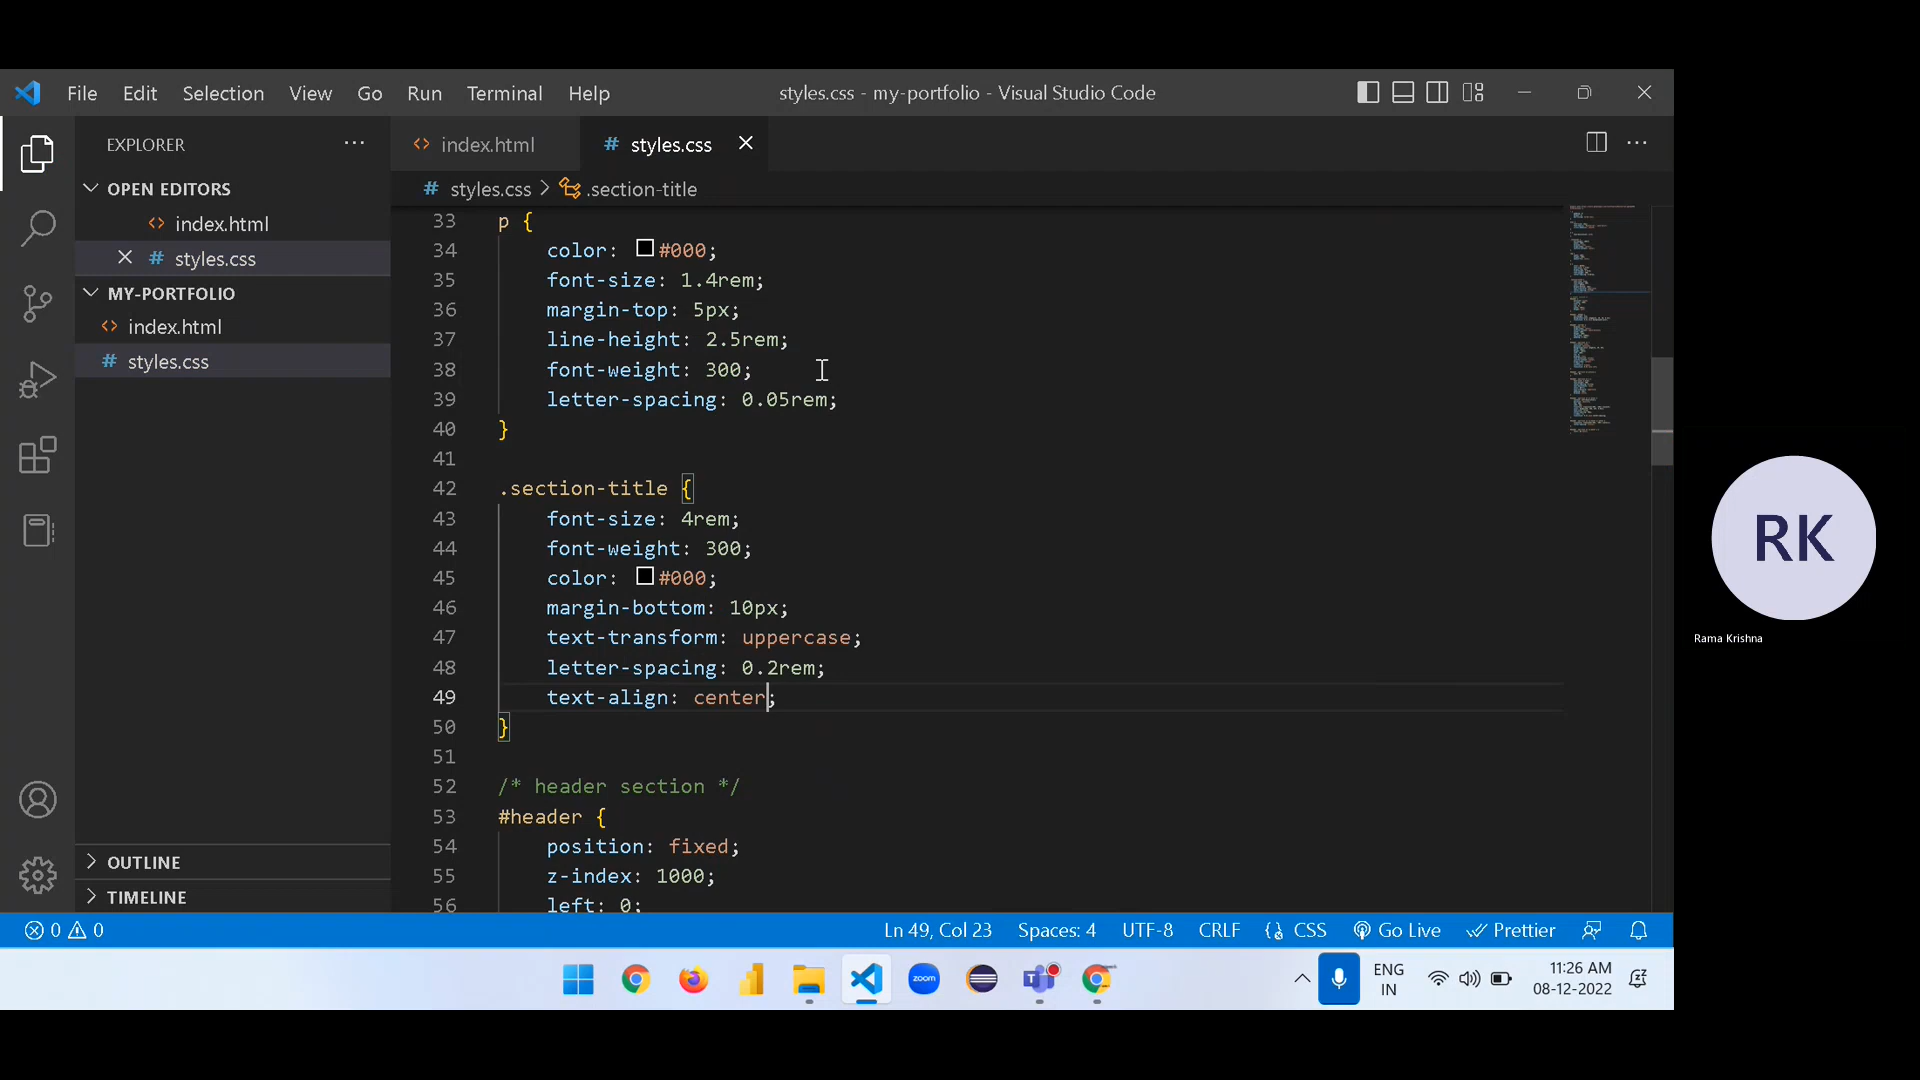 File Edit Selection View Go Run Terminal Help
styles.css - my-portfolio - Visual Studio Code
EXPLORER
OPEN EDITORS
index.html
styles.css
MY-PORTFOLIO
index.html
styles.css
OUTLINE
TIMELINE
index.html
styles.css
styles.css > .section-title
33 p {
34 color: #000;
35 font-size: 1.4rem;
36 margin-top: 5px;
37 line-height: 2.5rem;
38 font-weight: 300;
39 letter-spacing: 0.05rem;
40 }
41
42 .section-title {
43 font-size: 4rem;
44 font-weight: 300;
45 color: #000;
46 margin-bottom: 10px;
47 text-transform: uppercase;
48 letter-spacing: 0.2rem;
49 text-align: center;
50 }
51
52 /* header section */
53 #header {
54 position: fixed;
55 z-index: 1000;
56 left: 0;
0 0
Ln 49, Col 23 Spaces: 4 UTF-8 CRLF CSS Go Live Prettier
zoom
ENG
IN
11:26 AM
08-12-2022
RK
Rama Krishna